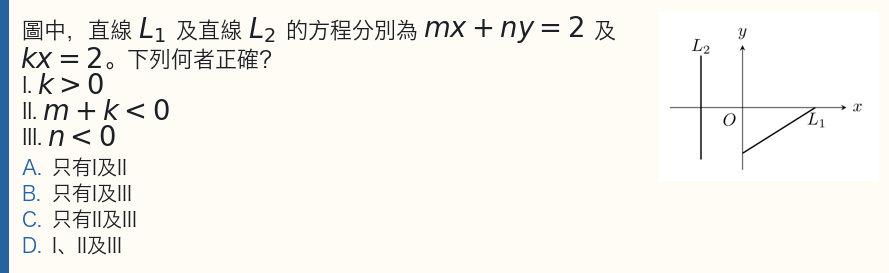 圖中，直線 L₁ 及直線 L₂ 的方程分別為 mx + ny = 2 及
kx = 2。下列何者正確?
I. k > 0
II. m + k < 0
III. n < 0
A. 只有I及II
B. 只有I及III
C. 只有II及III
D. I、II及III
y
L₂
x
O
L₁